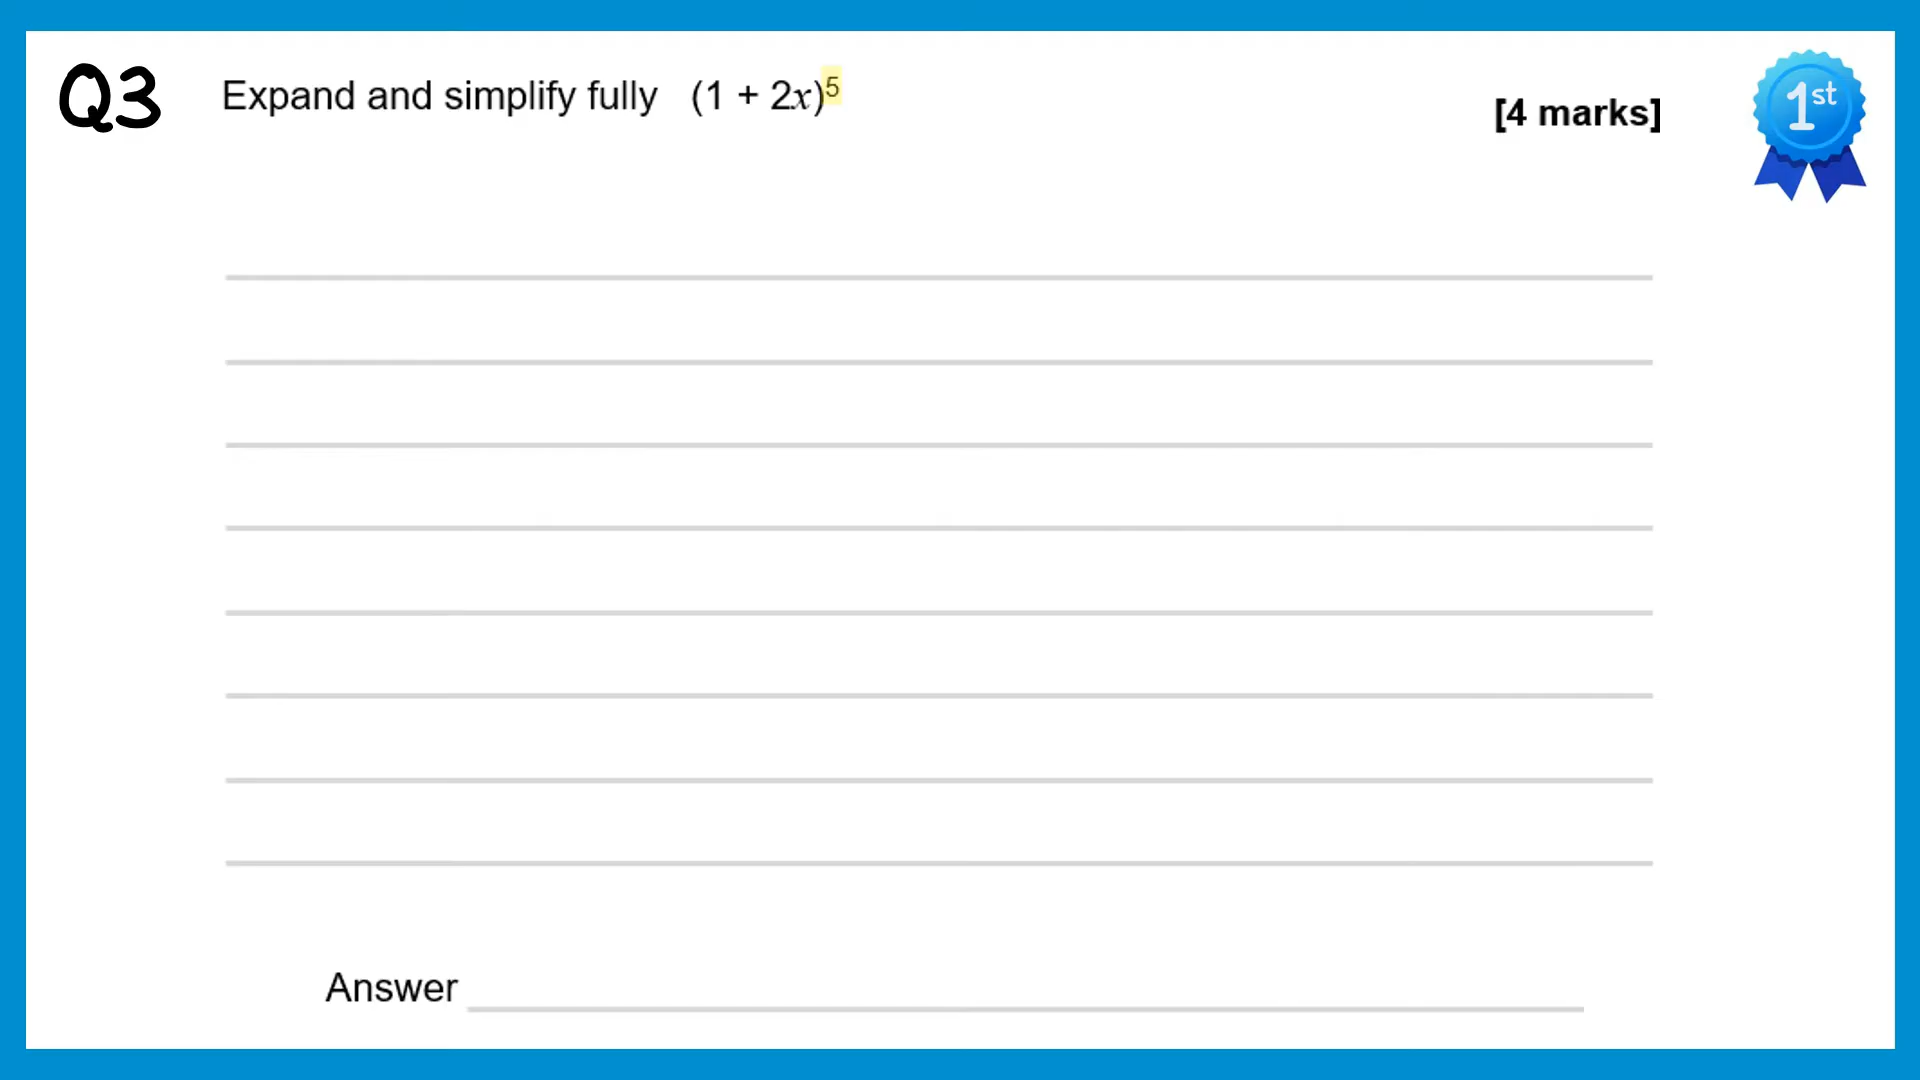 Q3 Expand and simplify fully (1 + 2x)⁵
[4 marks]
1st
Answer